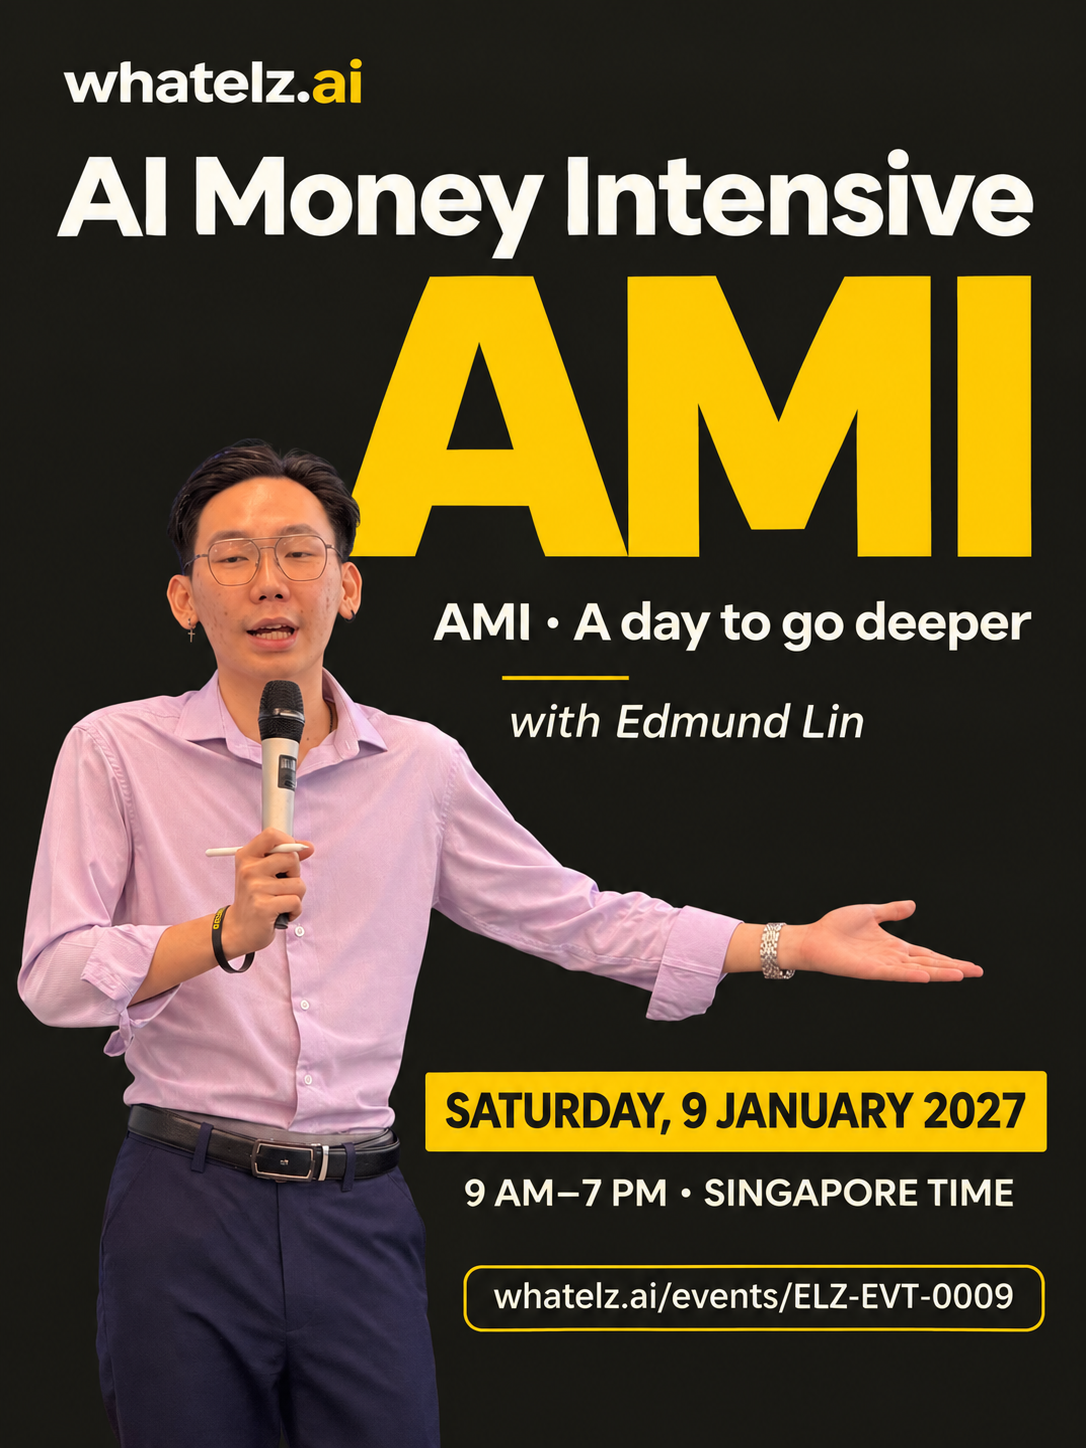 whatelz.ai
AI Money Intensive
AMI
AMI • A day to go deeper
with Edmund Lin
SATURDAY, 9 JANUARY 2027
9 AM–7 PM • SINGAPORE TIME
whatelz.ai/events/ELZ-EVT-0009